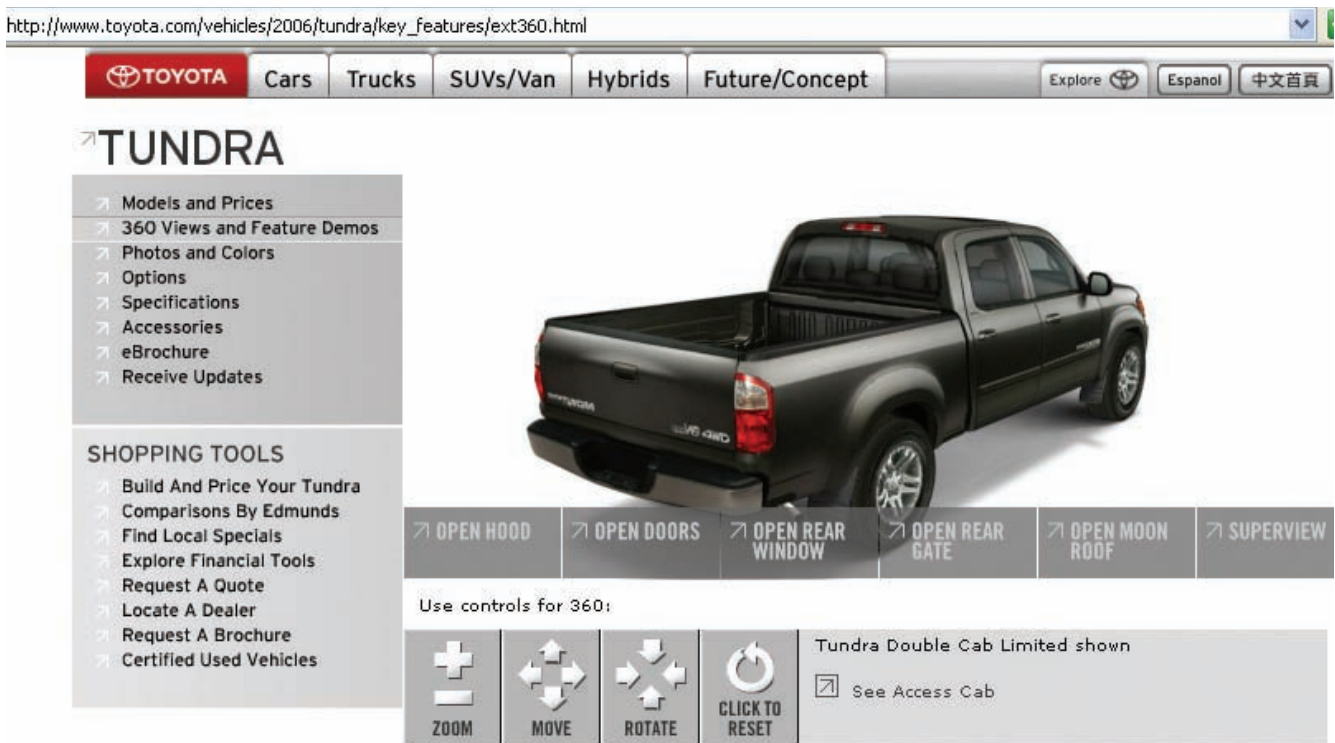 http://www.toyota.com/vehicles/2006/tundra/key_features/ext360.html
TOYOTA
Cars
Trucks
SUVs/Van
Hybrids
Future/Concept
Explore
Espanol
中文首頁
TUNDRA
Models and Prices
360 Views and Feature Demos
Photos and Colors
Options
Specifications
Accessories
eBrochure
Receive Updates
SHOPPING TOOLS
Build And Price Your Tundra
Comparisons By Edmunds
Find Local Specials
Explore Financial Tools
Request A Quote
Locate A Dealer
Request A Brochure
Certified Used Vehicles
TUNDRA
V8 4WD
OPEN HOOD
OPEN DOORS
OPEN REAR
WINDOW
OPEN REAR
GATE
OPEN MOON
ROOF
SUPERVIEW
Use controls for 360:
ZOOM
MOVE
ROTATE
CLICK TO
RESET
Tundra Double Cab Limited shown
See Access Cab